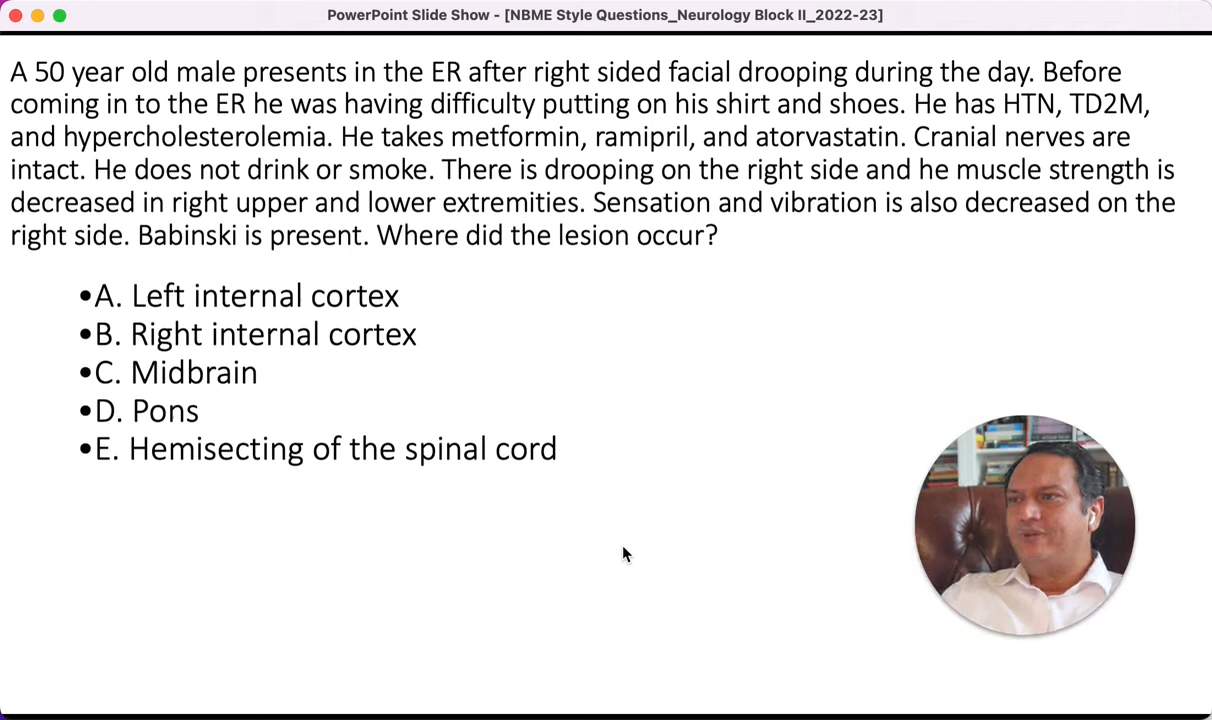 PowerPoint Slide Show - [NBME Style Questions_Neurology Block II_2022-23]
A 50 year old male presents in the ER after right sided facial drooping during the day. Before
coming in to the ER he was having difficulty putting on his shirt and shoes. He has HTN, TD2M,
and hypercholesterolemia. He takes metformin, ramipril, and atorvastatin. Cranial nerves are
intact. He does not drink or smoke. There is drooping on the right side and he muscle strength is
decreased in right upper and lower extremities. Sensation and vibration is also decreased on the
right side. Babinski is present. Where did the lesion occur?
•A. Left internal cortex
•B. Right internal cortex
•C. Midbrain
•D. Pons
•E. Hemisecting of the spinal cord